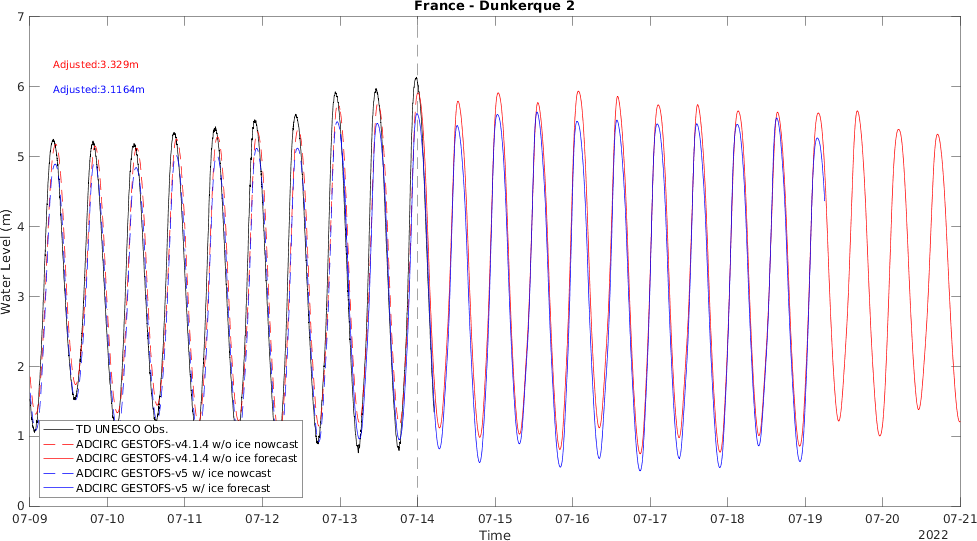 France - Dunkerque 2
7
6
5
4
3
2
1
0
Water Level (m)
Adjusted:3.329m
Adjusted:3.1164m
TD UNESCO Obs.
ADCIRC GESTOFS-v4.1.4 w/o ice nowcast
ADCIRC GESTOFS-v4.1.4 w/o ice forecast
ADCIRC GESTOFS-v5 w/ ice nowcast
ADCIRC GESTOFS-v5 w/ ice forecast
07-09 07-10 07-11 07-12 07-13 07-14 07-15 07-16 07-17 07-18 07-19 07-20 07-21
Time
2022